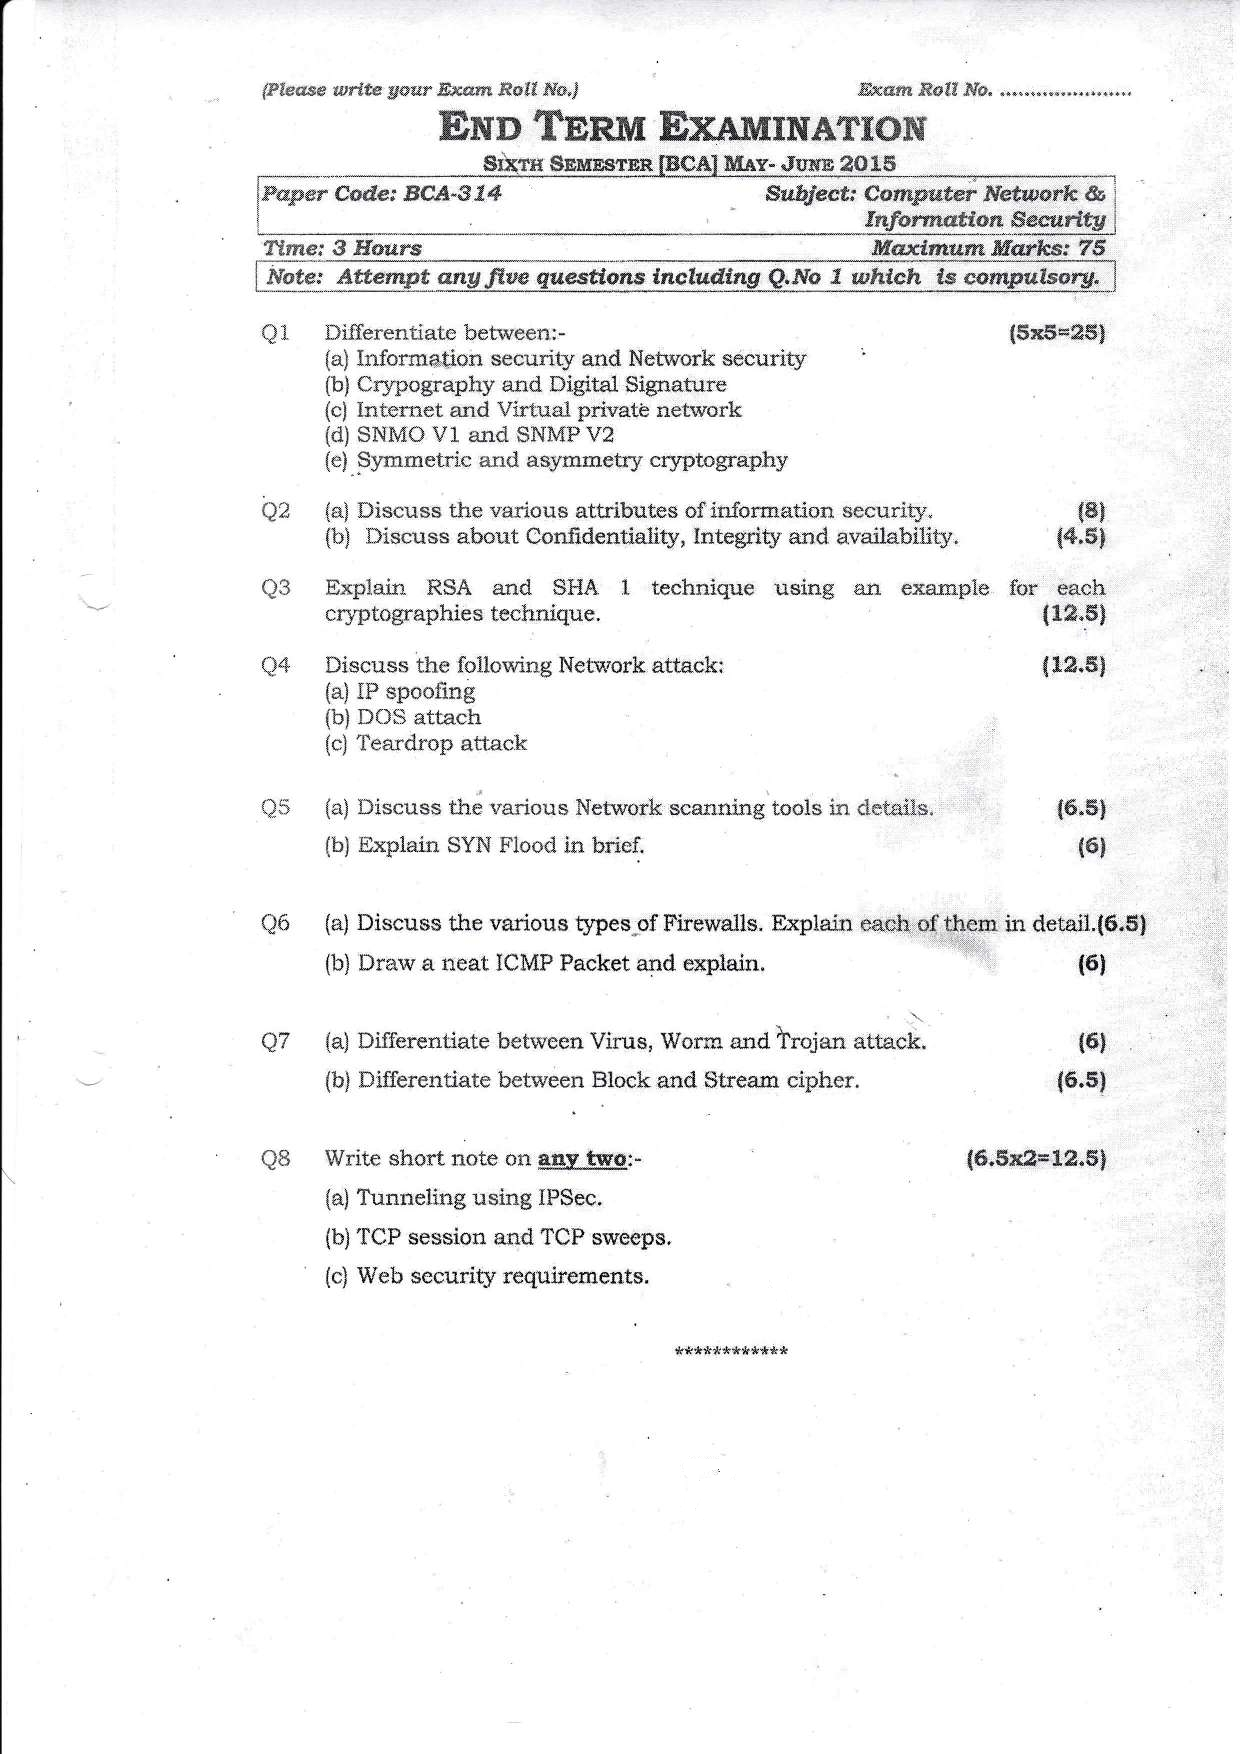 (Please write your Exam Roll No.) Exam Roll No. ......................
END TERM EXAMINATION
SIXTH SEMESTER [BCA] MAY- JUNE 2015
Paper Code: BCA-314 Subject: Computer Network &
Information Security
Time: 3 Hours Maximum Marks: 75
Note: Attempt any five questions including Q.No 1 which is compulsory.
Q1 Differentiate between:- (5x5=25)
(a) Information security and Network security
(b) Crypography and Digital Signature
(c) Internet and Virtual private network
(d) SNMO V1 and SNMP V2
(e) Symmetric and asymmetry cryptography
Q2 (a) Discuss the various attributes of information security. (8)
(b) Discuss about Confidentiality, Integrity and availability. (4.5)
Q3 Explain RSA and SHA 1 technique using an example for each
cryptographies technique. (12.5)
Q4 Discuss the following Network attack: (12.5)
(a) IP spoofing
(b) DOS attach
(c) Teardrop attack
Q5 (a) Discuss the various Network scanning tools in details. (6.5)
(b) Explain SYN Flood in brief. (6)
Q6 (a) Discuss the various types of Firewalls. Explain each of them in detail.(6.5)
(b) Draw a neat ICMP Packet and explain. (6)
Q7 (a) Differentiate between Virus, Worm and Trojan attack. (6)
(b) Differentiate between Block and Stream cipher. (6.5)
Q8 Write short note on any two:- (6.5x2=12.5)
(a) Tunneling using IPSec.
(b) TCP session and TCP sweeps.
(c) Web security requirements.
************